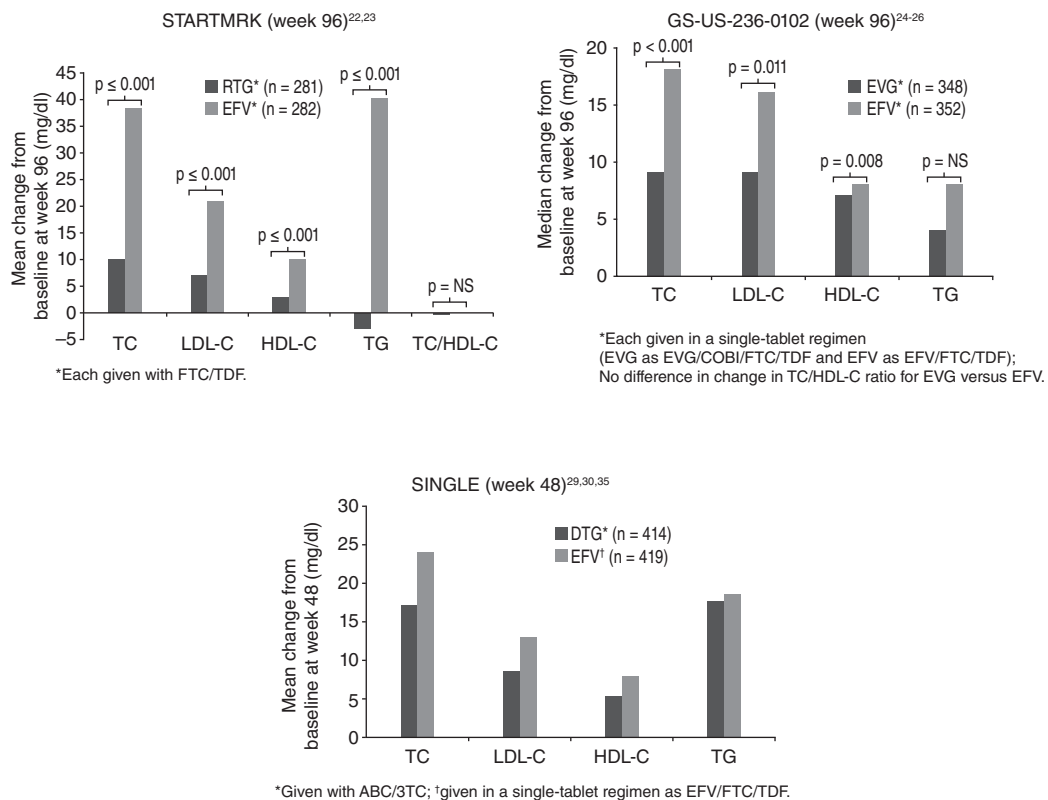 STARTMRK (week 96)22,23
Mean change from
baseline at week 96 (mg/dl)
45
40
35
30
25
20
15
10
5
0
–5
p ≤ 0.001
p ≤ 0.001
p ≤ 0.001
p ≤ 0.001
p = NS
RTG* (n = 281)
EFV* (n = 282)
TC
LDL-C
HDL-C
TG
TC/HDL-C
*Each given with FTC/TDF.
GS-US-236-0102 (week 96)24-26
Median change from
baseline at week 96 (mg/dl)
20
15
10
5
0
p < 0.001
p = 0.011
p = 0.008
p = NS
EVG* (n = 348)
EFV* (n = 352)
TC
LDL-C
HDL-C
TG
*Each given in a single-tablet regimen
(EVG as EVG/COBI/FTC/TDF and EFV as EFV/FTC/TDF);
No difference in change in TC/HDL-C ratio for EVG versus EFV.
SINGLE (week 48)29,30,35
Mean change from
baseline at week 48 (mg/dl)
30
25
20
15
10
5
0
DTG* (n = 414)
EFV† (n = 419)
TC
LDL-C
HDL-C
TG
*Given with ABC/3TC; †given in a single-tablet regimen as EFV/FTC/TDF.